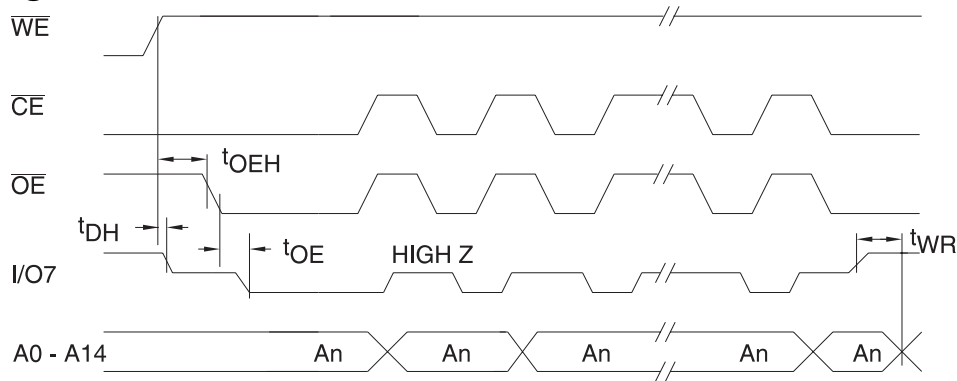 WE
CE
OE
tOEH
tDH
tOE
HIGH Z
tWR
I/O7
A0 - A14
An An An An An